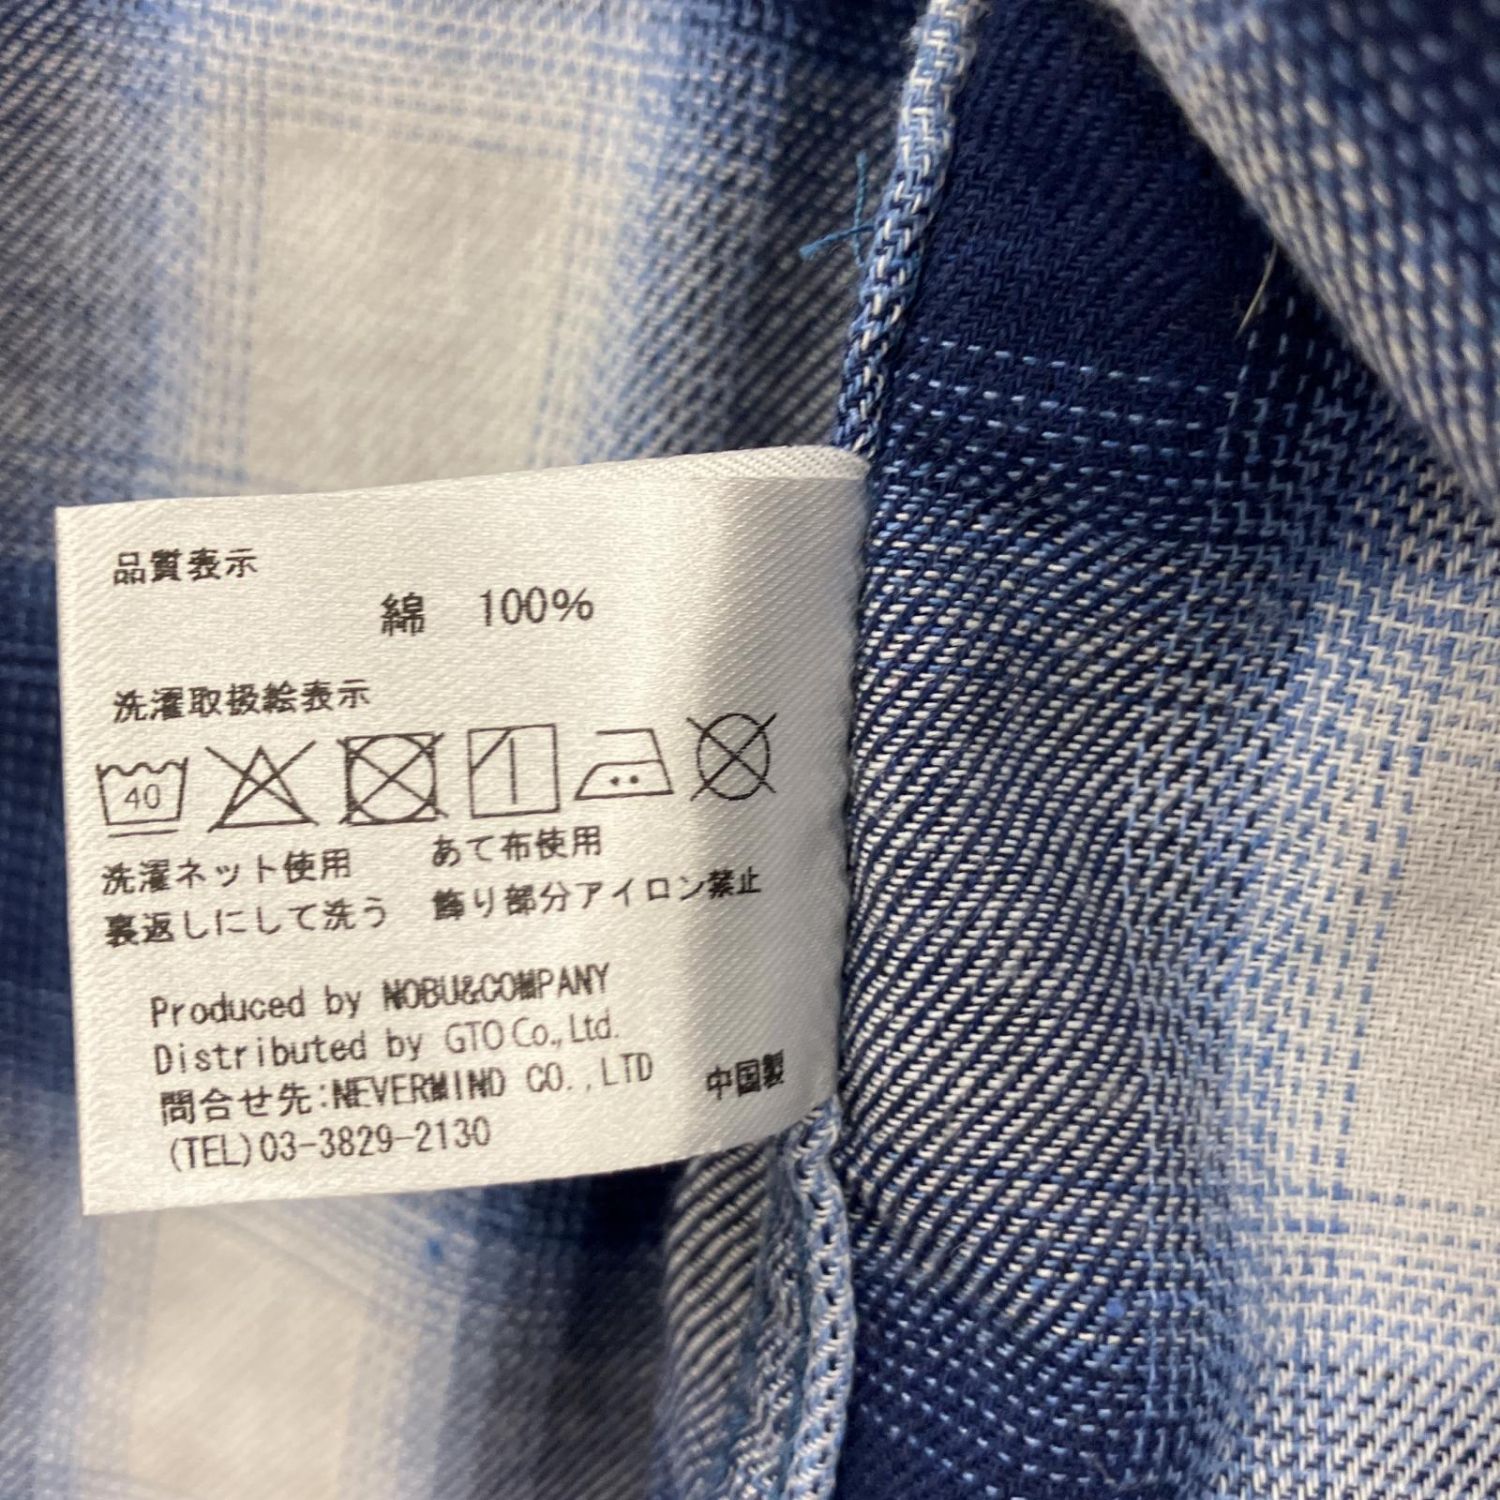 品質表示
綿 100%
洗濯取扱絵表示
40
洗濯ネット使用 あて布使用
裏返しにして洗う 飾り部分アイロン禁止
Produced by NOBU&COMPANY
Distributed by GTO Co., Ltd.
問合せ先:NEVERMIND CO.,LTD 中国製
(TEL)03-3829-2130